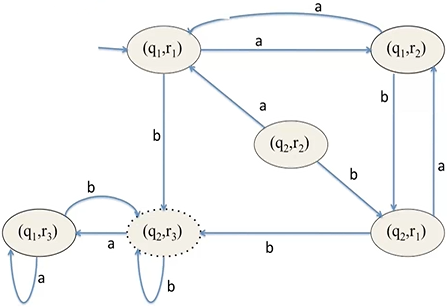 a
(q₁,r₁)
a
(q₁,r₂)
b
a
b
(q₂,r₂)
b
a
(q₁,r₃)
b
a
(q₂,r₃)
b
(q₂,r₁)
a
b